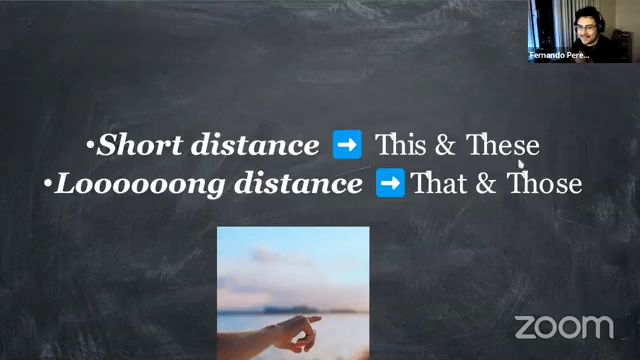 Fernando Pere...
•Short distance ➡ This & These
•Loooooong distance ➡ That & Those
zoom